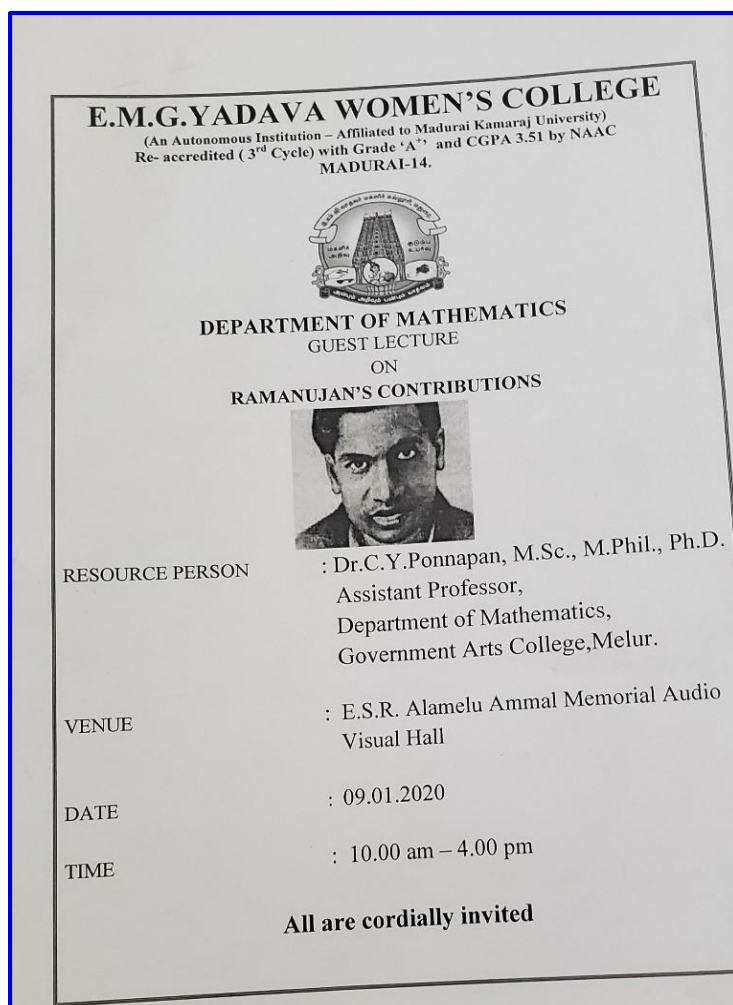 E.M.G.YADAVA WOMEN'S COLLEGE
(An Autonomous Institution – Affiliated to Madurai Kamaraj University)
Re- accredited ( 3rd Cycle) with Grade ‘A+’ and CGPA 3.51 by NAAC
MADURAI-14.
மகளிர் அறிவு
குடும்ப உயர்வு
DEPARTMENT OF MATHEMATICS
GUEST LECTURE
ON
RAMANUJAN'S CONTRIBUTIONS
RESOURCE PERSON : Dr.C.Y.Ponnapan, M.Sc., M.Phil., Ph.D.
Assistant Professor,
Department of Mathematics,
Government Arts College,Melur.
VENUE : E.S.R. Alamelu Ammal Memorial Audio
Visual Hall
DATE : 09.01.2020
TIME : 10.00 am – 4.00 pm
All are cordially invited